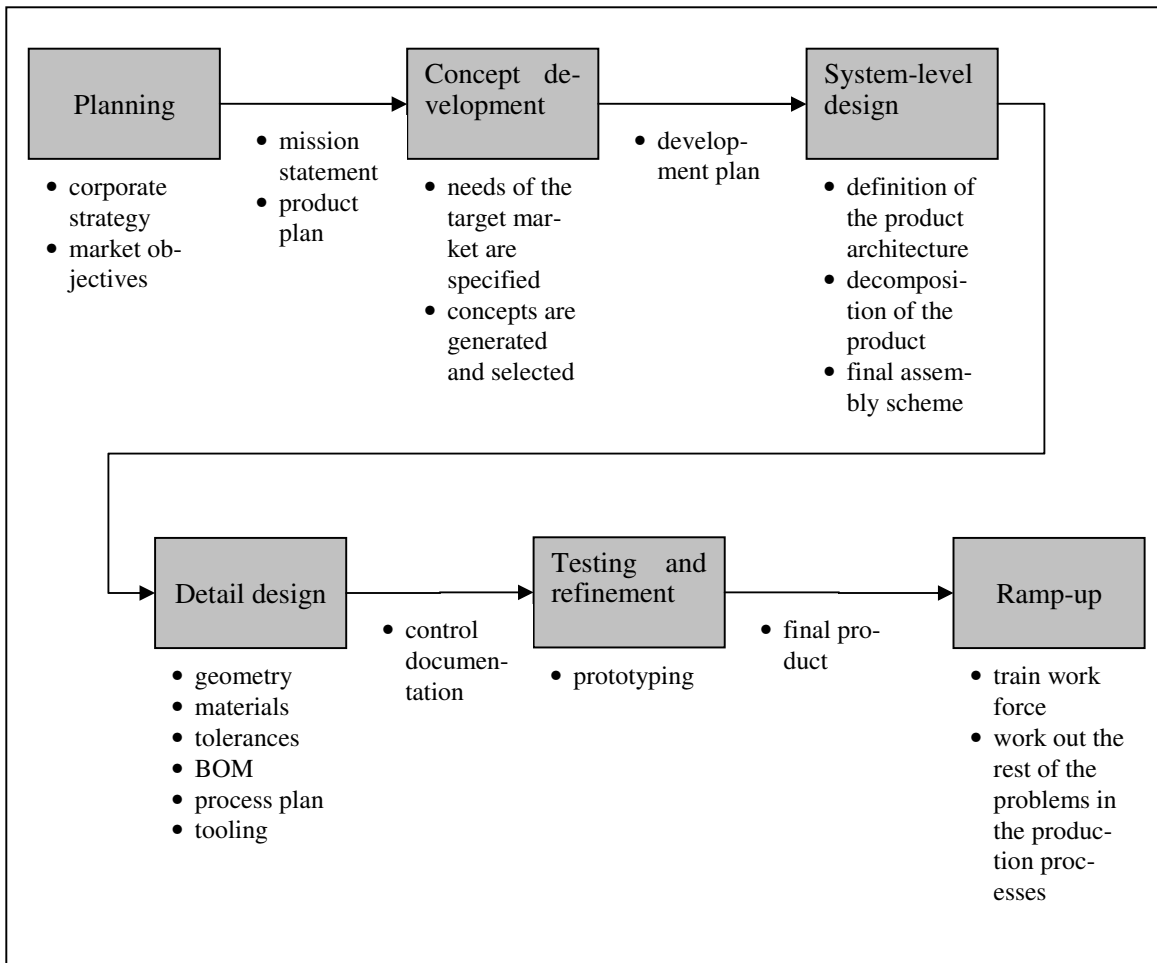 Planning
• corporate
strategy
• market ob-
jectives
• mission
statement
• product
plan
Concept de-
velopment
• needs of the
target mar-
ket are
specified
• concepts are
generated
and selected
• develop-
ment plan
System-level
design
• definition of
the product
architecture
• decomposi-
tion of the
product
• final assem-
bly scheme
Detail design
• geometry
• materials
• tolerances
• BOM
• process plan
• tooling
• control
documen-
tation
Testing and
refinement
• prototyping
• final pro-
duct
Ramp-up
• train work
force
• work out the
rest of the
problems in
the produc-
tion proc-
esses